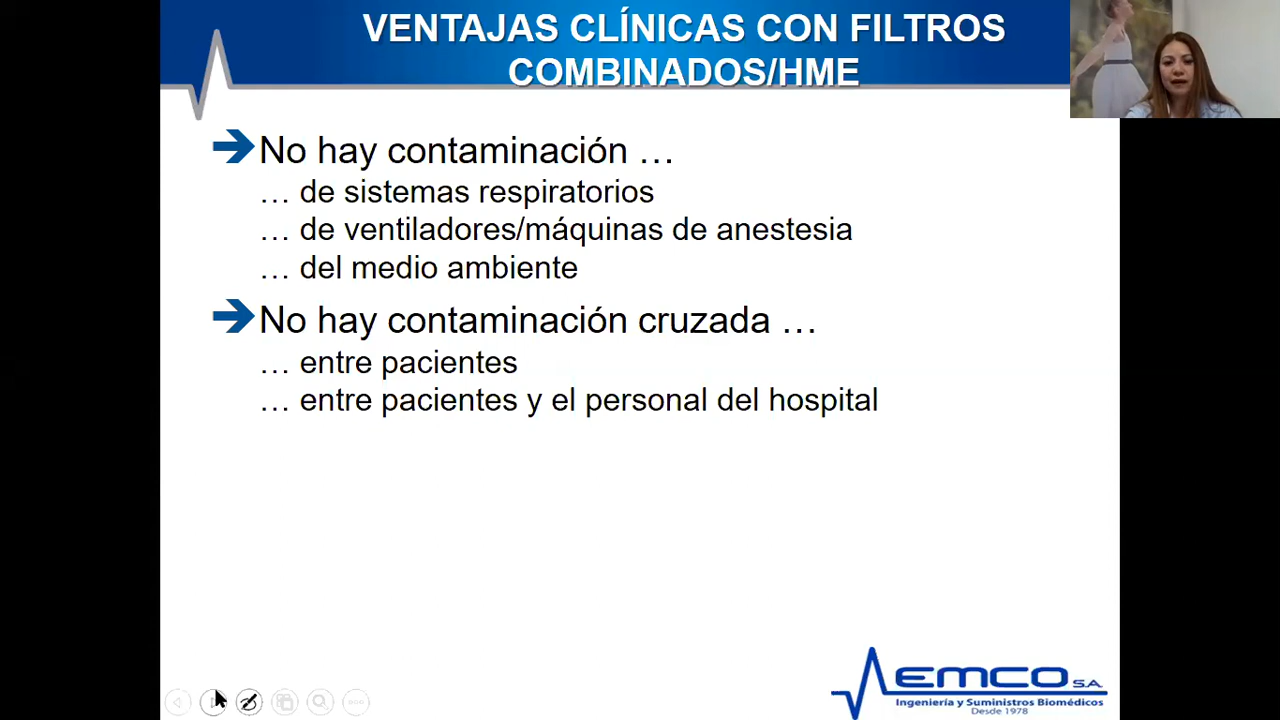 VENTAJAS CLÍNICAS CON FILTROS
COMBINADOS/HME
No hay contaminación …
… de sistemas respiratorios
… de ventiladores/máquinas de anestesia
… del medio ambiente
No hay contaminación cruzada …
… entre pacientes
… entre pacientes y el personal del hospital
EMCO S.A.
Ingeniería y Suministros Biomédicos
Desde 1978